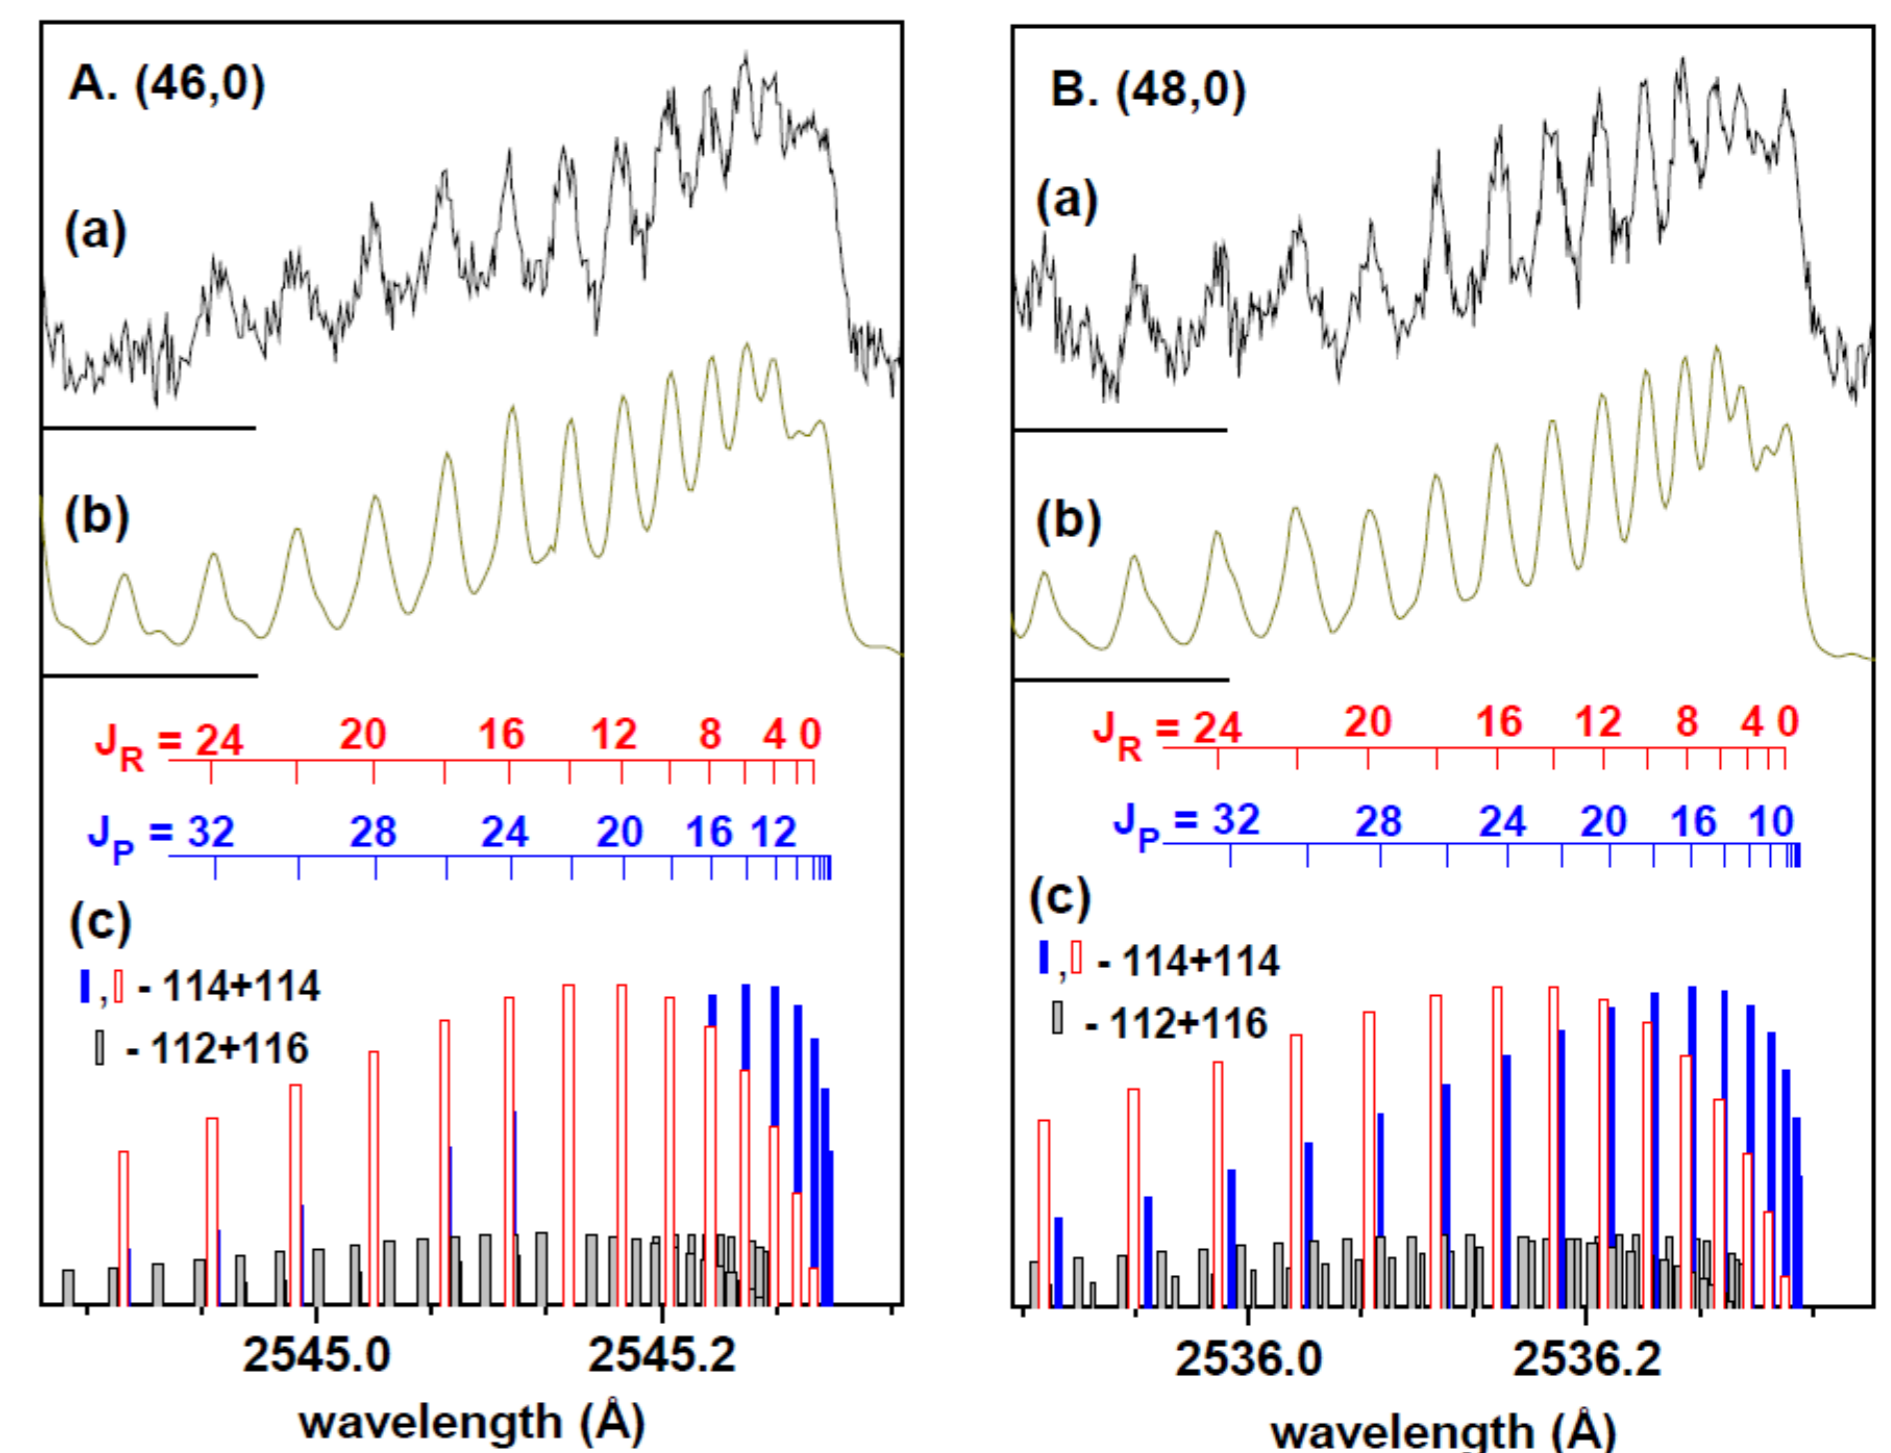 A. (46,0)
(a)
(b)
J_R = 24 20 16 12 8 4 0
J_P = 32 28 24 20 16 12
(c)
, - 114+114
- 112+116
2545.0 2545.2
wavelength (Å)
B. (48,0)
(a)
(b)
J_R = 24 20 16 12 8 4 0
J_P = 32 28 24 20 16 10
(c)
, - 114+114
- 112+116
2536.0 2536.2
wavelength (Å)